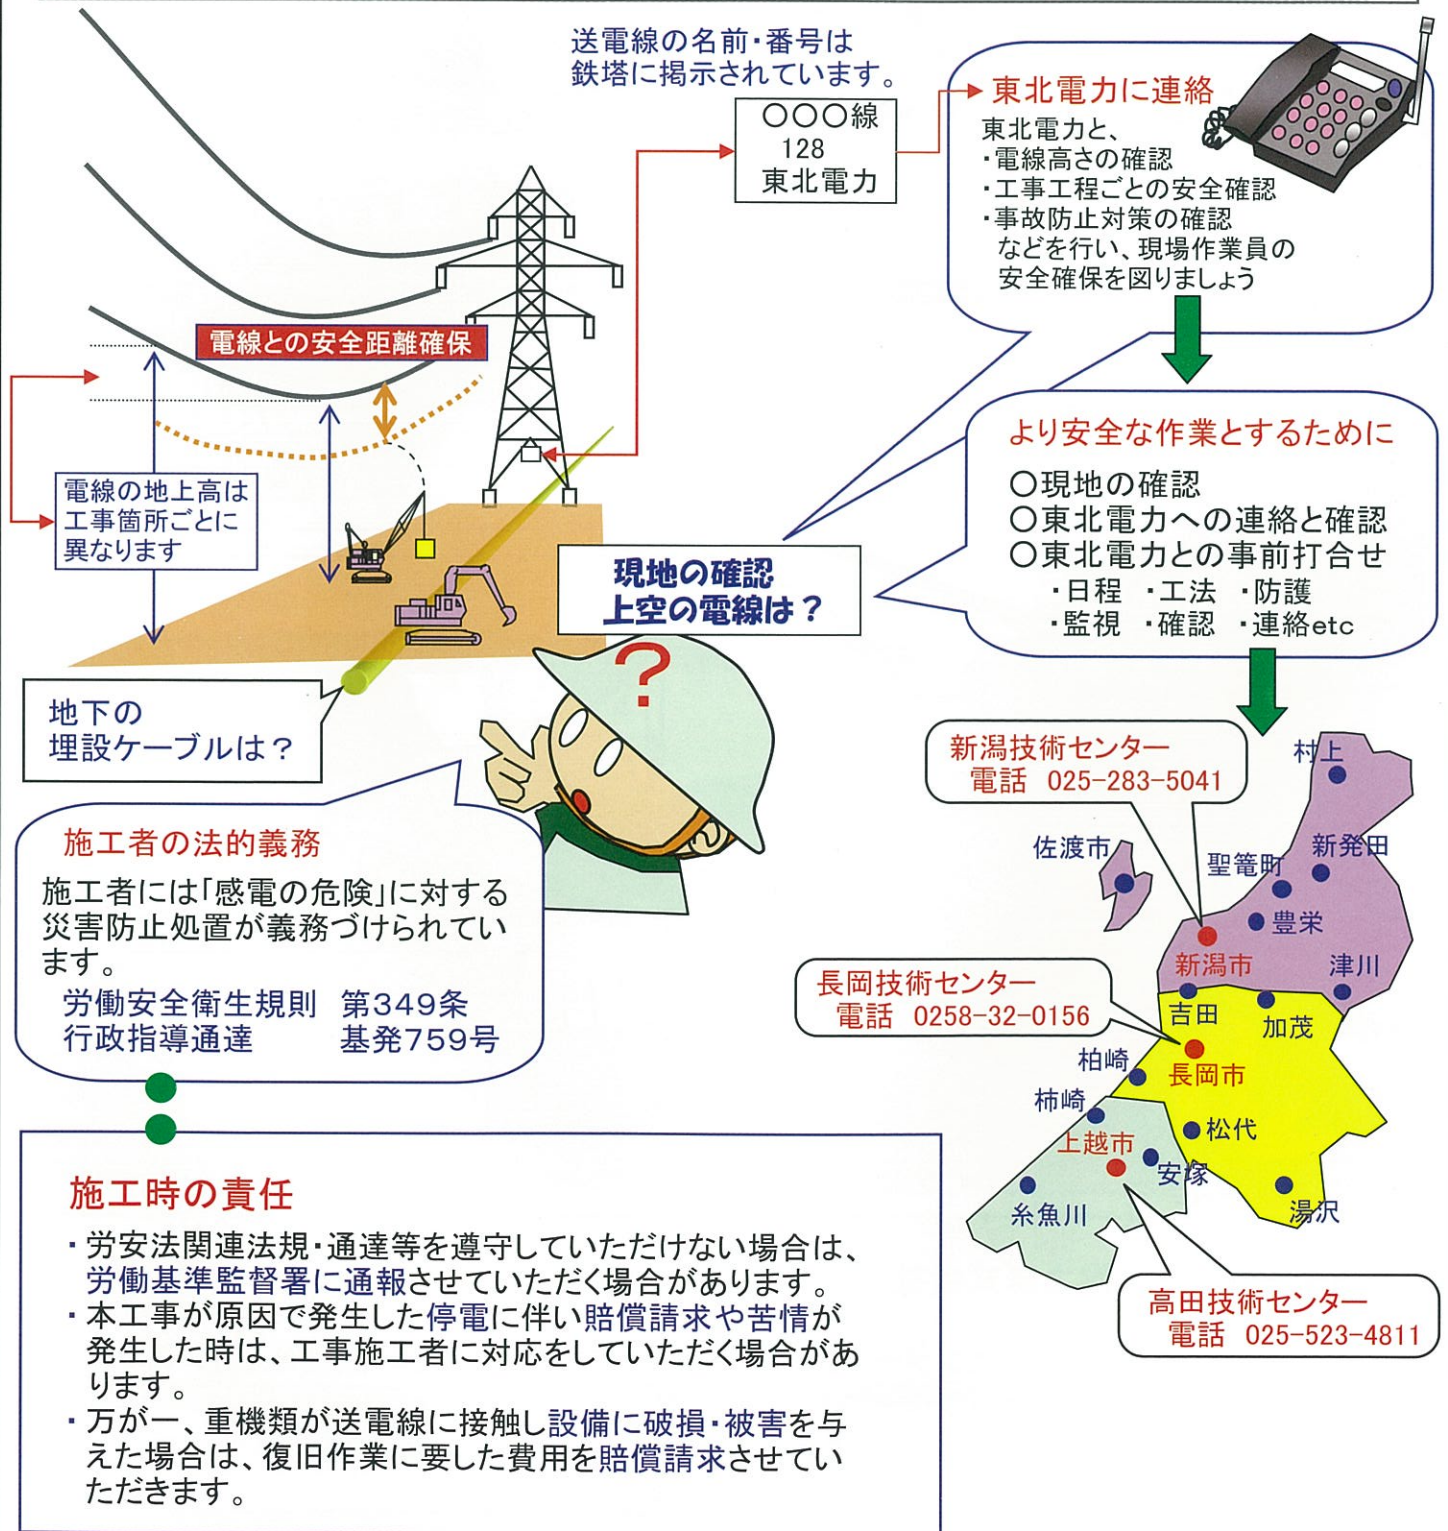 送電線の名前・番号は
鉄塔に掲示されています。
〇〇〇線
128
東北電力
東北電力に連絡
東北電力と、
・電線高さの確認
・工事工程ごとの安全確認
・事故防止対策の確認
などを行い、現場作業員の
安全確保を図りましょう
電線との安全距離確保
電線の地上高は
工事箇所ごとに
異なります
より安全な作業とするために
〇現地の確認
〇東北電力への連絡と確認
〇東北電力との事前打合せ
・日程 ・工法 ・防護
・監視 ・確認 ・連絡etc
現地の確認
上空の電線は?
?
地下の
埋設ケーブルは?
施工者の法的義務
施工者には「感電の危険」に対する
災害防止処置が義務づけられてい
ます。
労働安全衛生規則 第349条
行政指導通達 基発759号
新潟技術センター
電話 025-283-5041
村上
佐渡市
新発田
聖篭町
豊栄
新潟市
津川
長岡技術センター
電話 0258-32-0156
吉田
加茂
柏崎
長岡市
柿崎
松代
上越市
安塚
糸魚川
湯沢
高田技術センター
電話 025-523-4811
施工時の責任
・労安法関連法規・通達等を遵守していただけない場合は、
労働基準監督署に通報させていただく場合があります。
・本工事が原因で発生した停電に伴い賠償請求や苦情が
発生した時は、工事施工者に対応をしていただく場合があ
ります。
・万が一、重機類が送電線に接触し設備に破損・被害を与
えた場合は、復旧作業に要した費用を賠償請求させてい
ただきます。